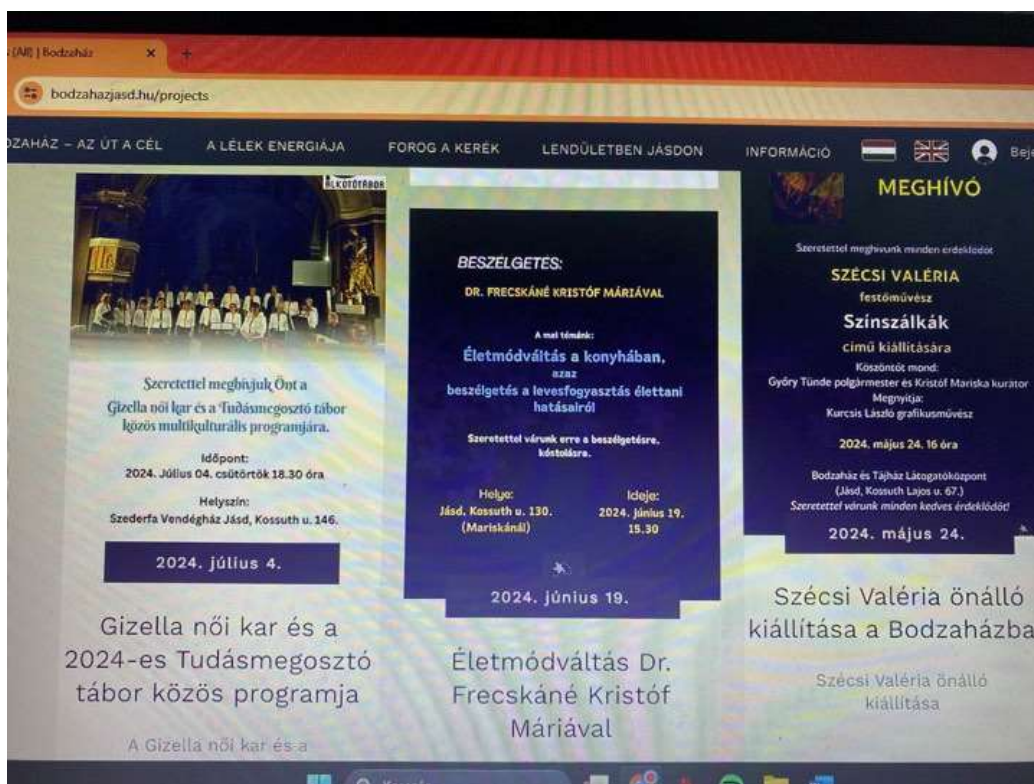 (All) | Bodzaház
bodzahazjasd.hu/projects
DZAHÁZ – AZ ÚT A CÉL A LÉLEK ENERGIÁJA FOROG A KERÉK LENDÜLETBEN JÁSDON INFORMÁCIÓ Beje
ALKOTÓTÁBOR
Szeretettel meghívjuk Önt a
Gizella női kar és a Tudásmegosztó tábor
közös multikulturális programjára.
Időpont:
2024. Július 04. csütörtök 18.30 óra
Helyszín:
Szederfa Vendégház Jásd, Kossuth u. 146.
2024. július 4.
Gizella női kar és a
2024-es Tudásmegosztó
tábor közös programja
A Gizella női kar és a
BESZÉLGETÉS:
DR. FRECSKÁNÉ KRISTÓF MÁRIÁVAL
A mai témánk:
Életmódváltás a konyhában,
azaz
beszélgetés a levesfogyasztás élettani
hatásairól
Szeretettel várunk erre a beszélgetésre,
kóstolásra.
Helye:
Jásd, Kossuth u. 130.
(Mariskánál)
Ideje:
2024. június 19.
15.30
2024. június 19.
Életmódváltás Dr.
Frecskáné Kristóf
Máriával
MEGHÍVÓ
Szeretettel meghívunk minden érdeklődőt
SZÉCSI VALÉRIA
festőművész
Színszálkák
című kiállítására
Köszöntőt mond:
Győry Tünde polgármester és Kristóf Mariska kurátor
Megnyitja:
Kurcsis László grafikusművész
2024. május 24. 16 óra
Bodzaház és Tájház Látogatóközpont
(Jásd, Kossuth Lajos u. 67.)
Szeretettel várunk minden kedves érdeklődőt!
2024. május 24.
Szécsi Valéria önálló
kiállítása a Bodzaházba
Szécsi Valéria önálló
kiállítása